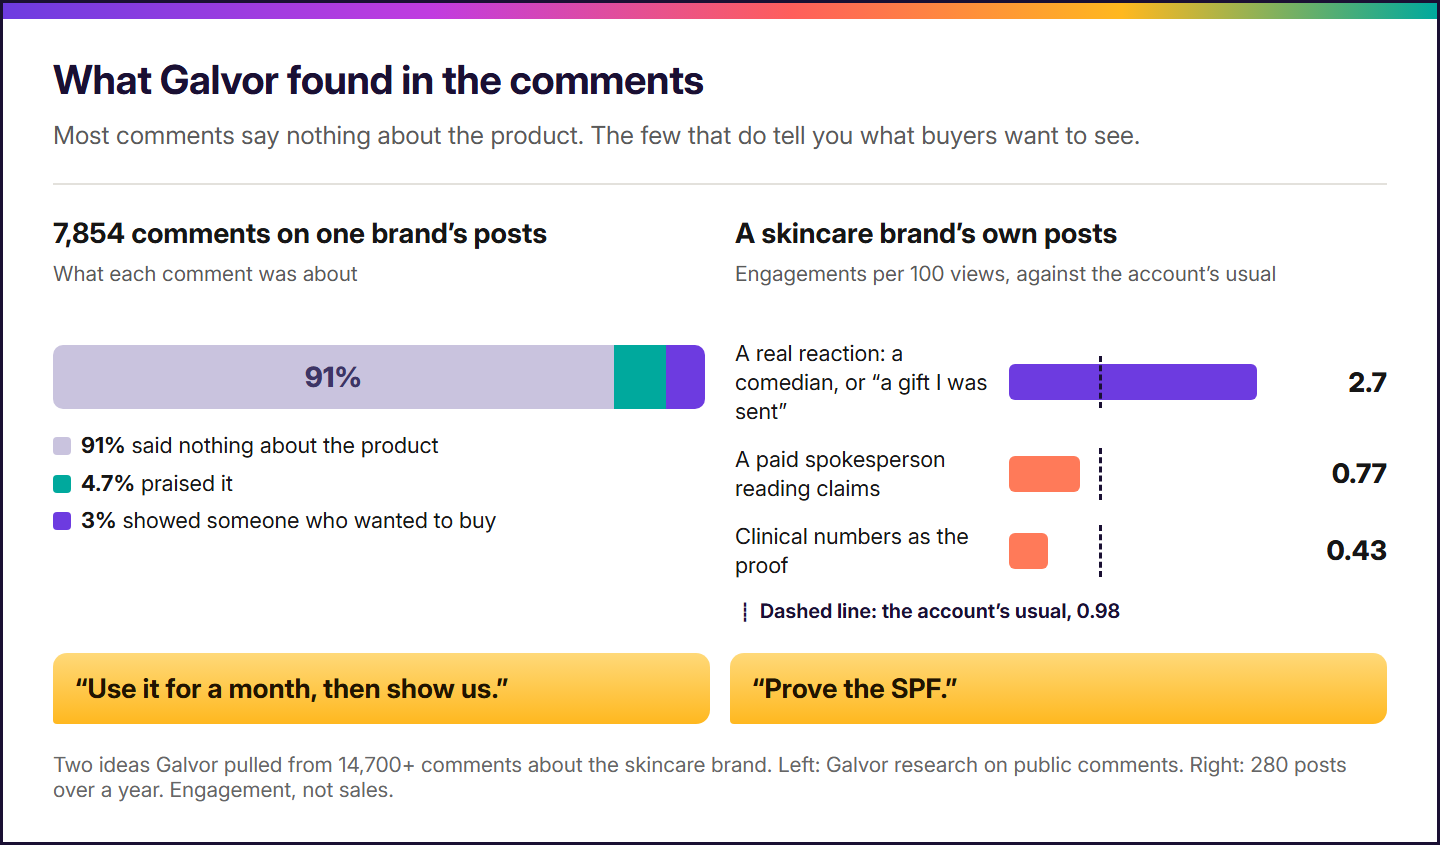 What Galvor found in the comments
Most comments say nothing about the product. The few that do tell you what buyers want to see.
7,854 comments on one brand’s posts
What each comment was about
91%
91% said nothing about the product
4.7% praised it
3% showed someone who wanted to buy
A skincare brand’s own posts
Engagements per 100 views, against the account’s usual
A real reaction: a
comedian, or “a gift I was
sent”
2.7
A paid spokesperson
reading claims
0.77
Clinical numbers as the
proof
0.43
Dashed line: the account’s usual, 0.98
“Use it for a month, then show us.”
“Prove the SPF.”
Two ideas Galvor pulled from 14,700+ comments about the skincare brand. Left: Galvor research on public comments. Right: 280 posts
over a year. Engagement, not sales.